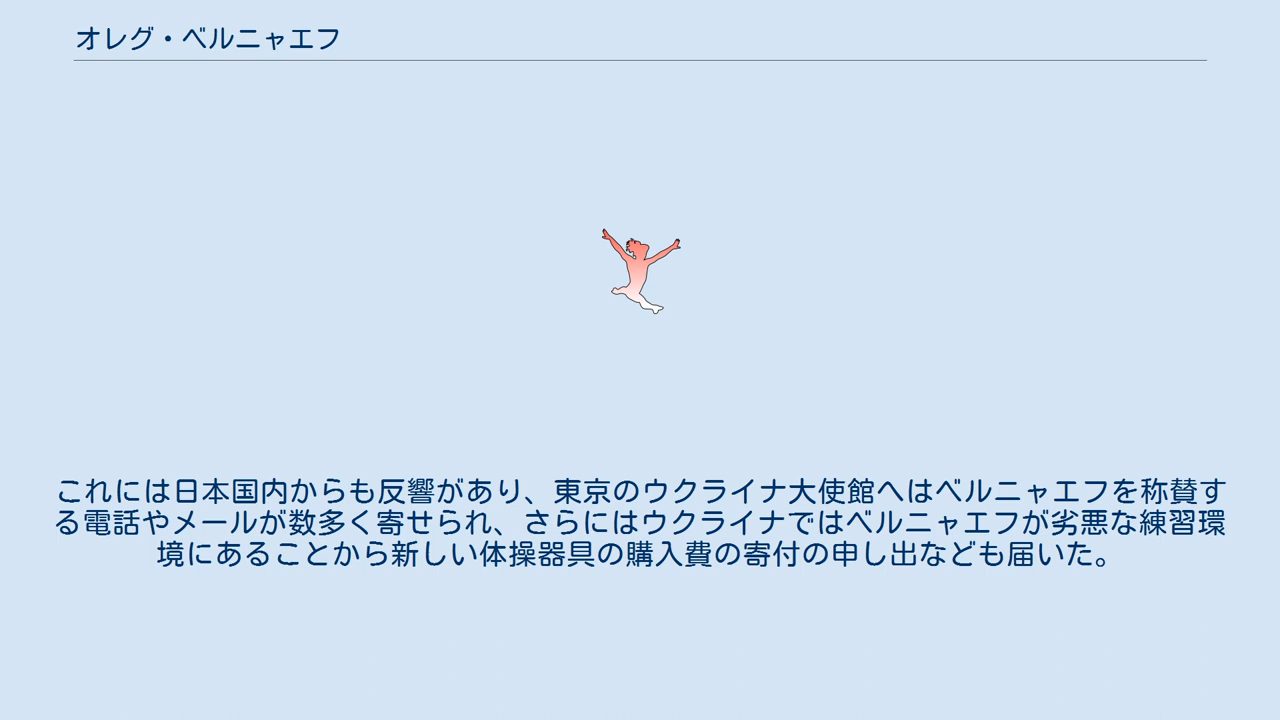 オレグ・ベルニャエフ
これには日本国内からも反響があり、東京のウクライナ大使館へはベルニャエフを称賛す
る電話やメールが数多く寄せられ、さらにはウクライナではベルニャエフが劣悪な練習環
境にあることから新しい体操器具の購入費の寄付の申し出なども届いた。